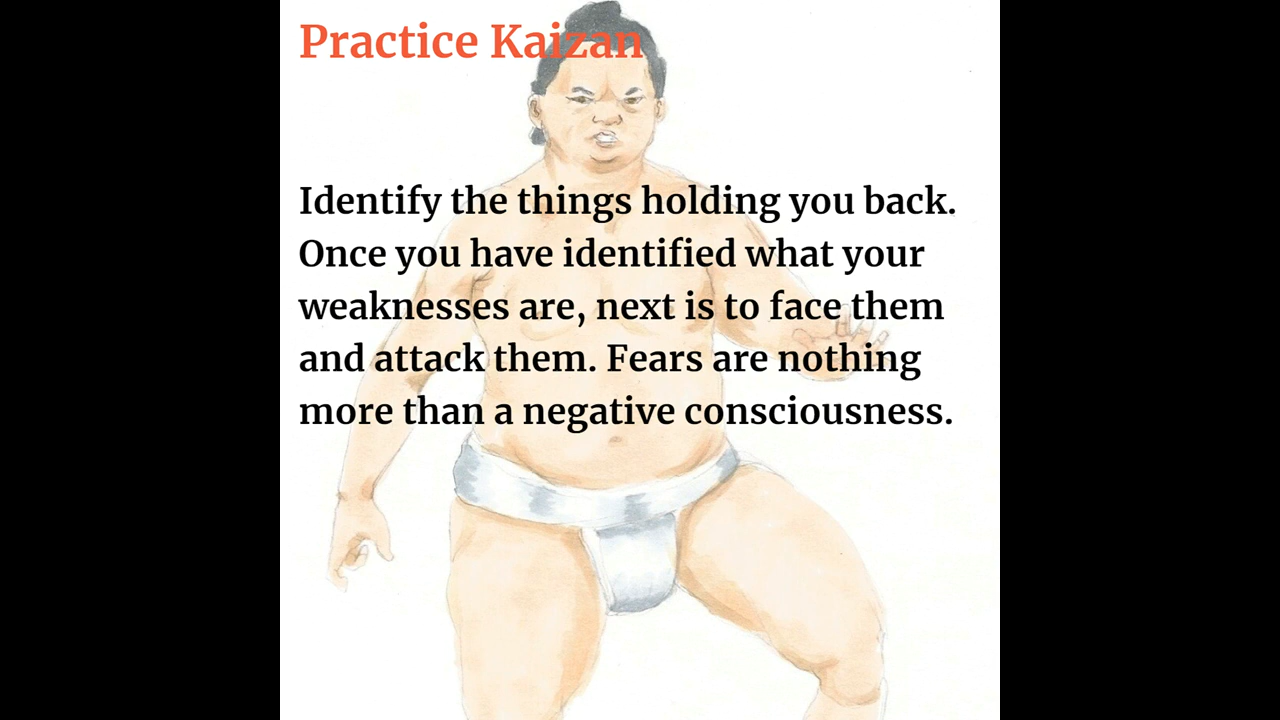 Practice Kaizan
Identify the things holding you back.
Once you have identified what your
weaknesses are, next is to face them
and attack them. Fears are nothing
more than a negative consciousness.